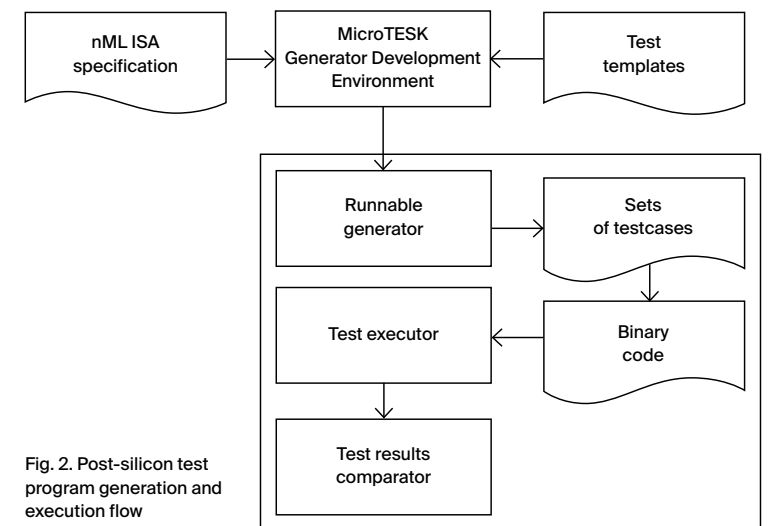 nML ISA
specification
MicroTESK
Generator Development
Environment
Test
templates
Runnable
generator
Sets
of testcases
Test executor
Binary
code
Test results
comparator
Fig. 2. Post-silicon test
program generation and
execution flow